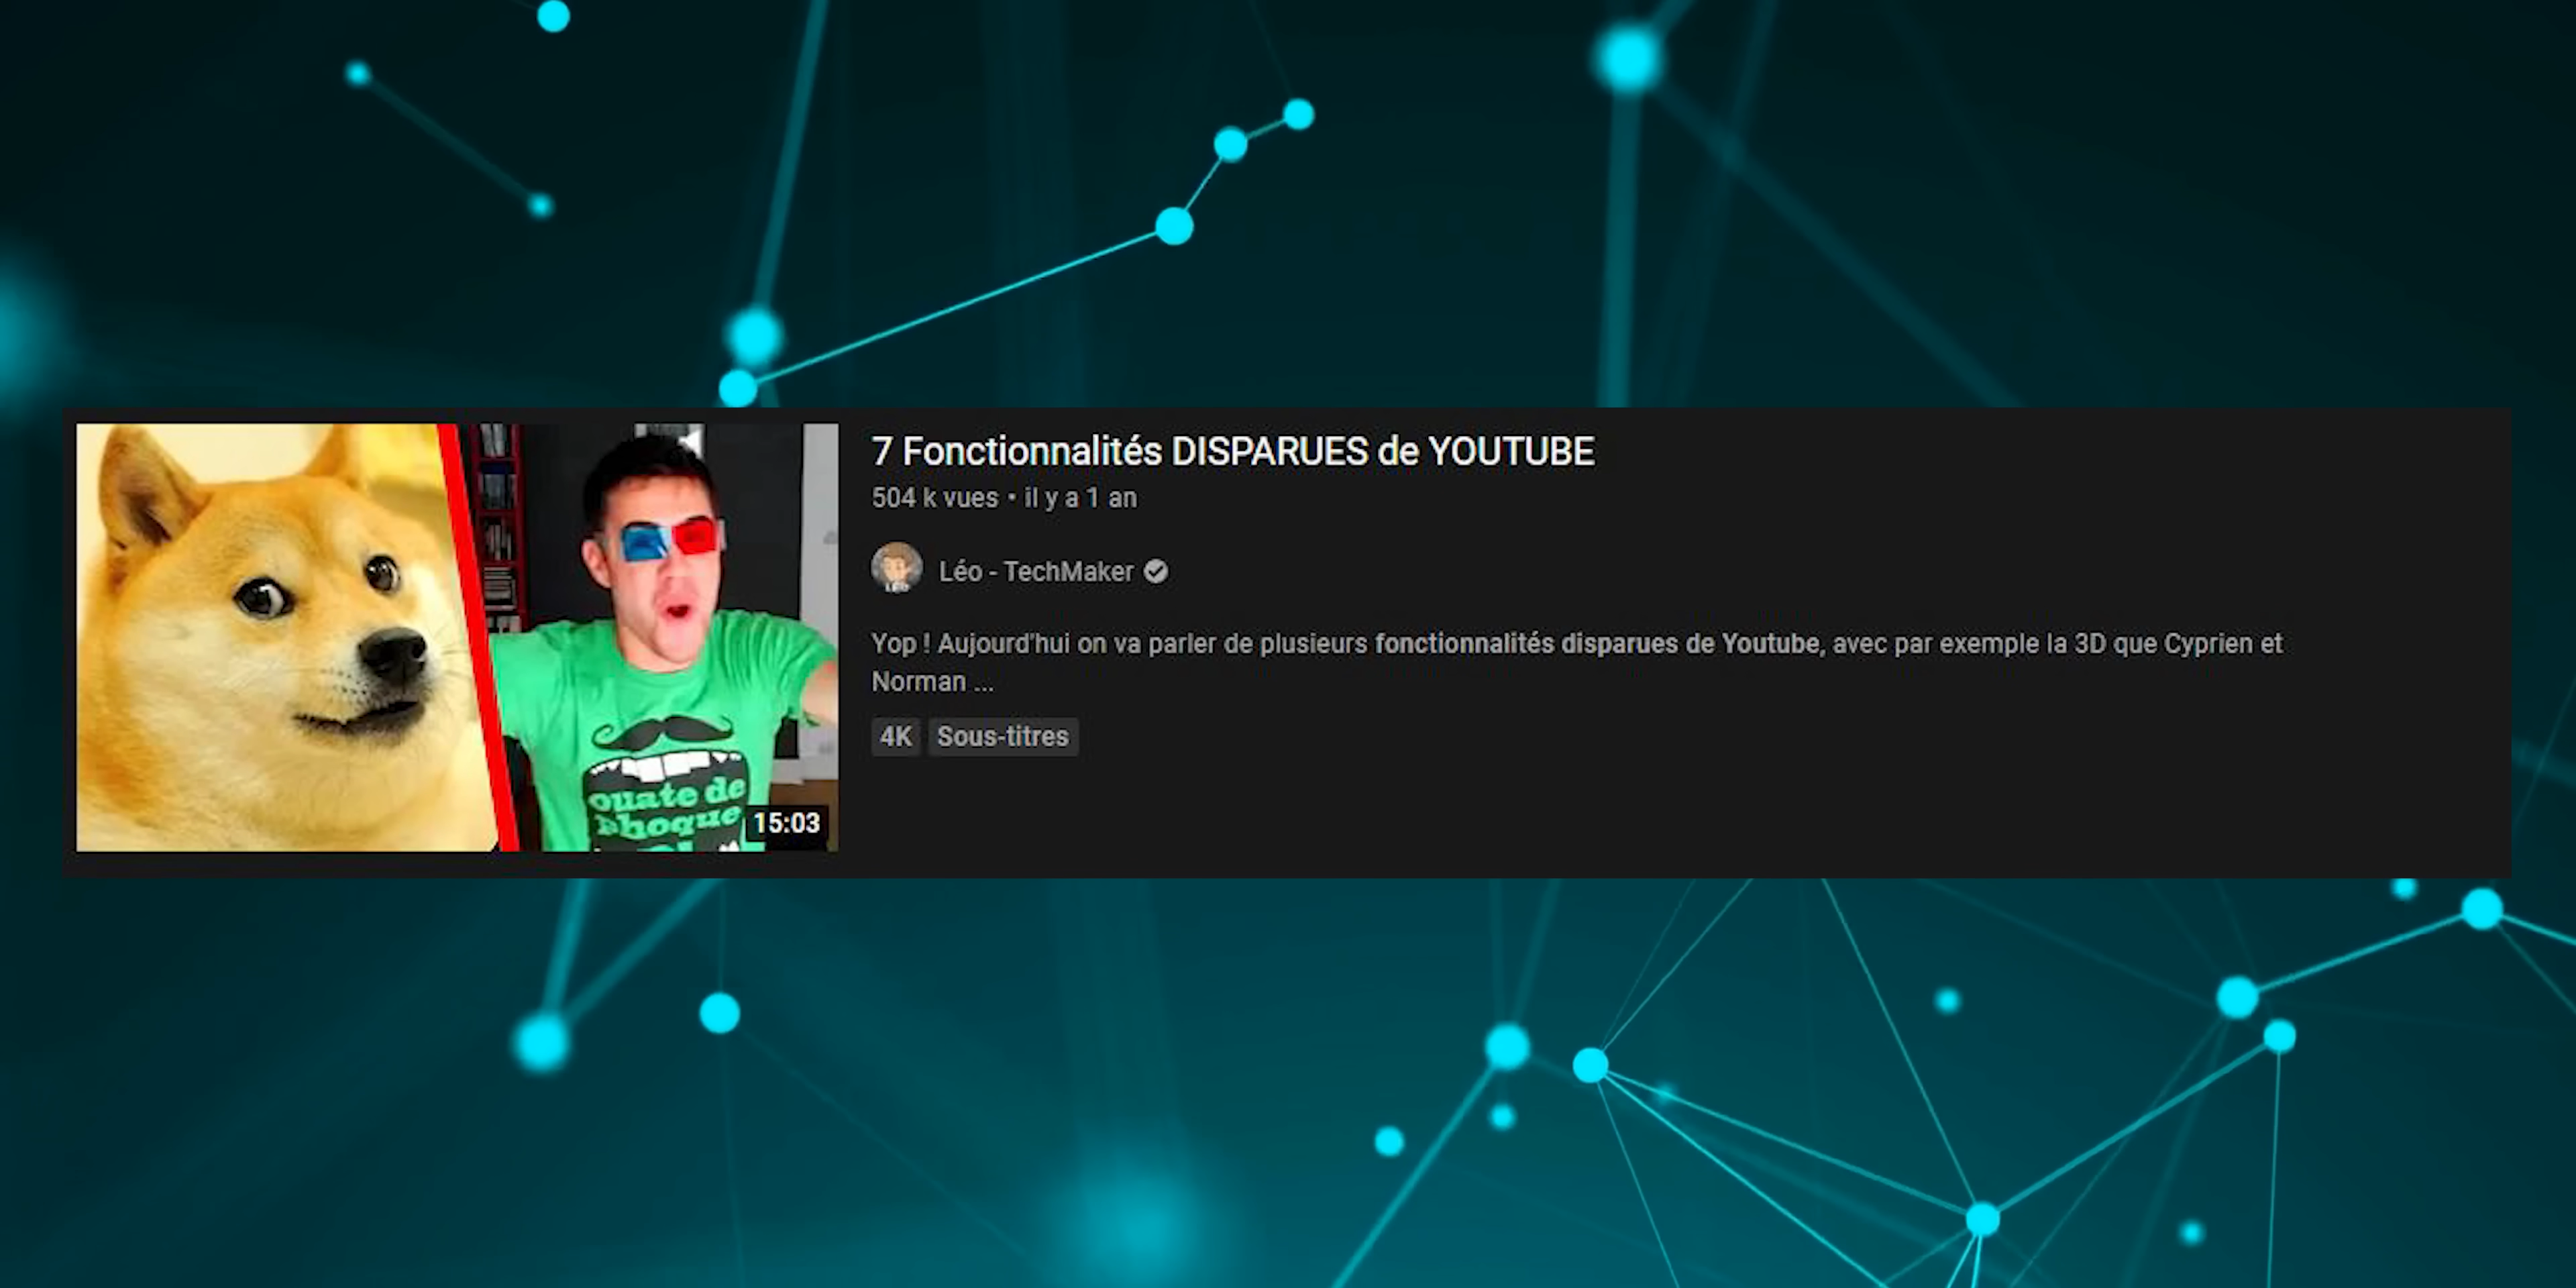 7 Fonctionnalités DISPARUES de YOUTUBE
504 k vues • il y a 1 an
LÉO
Léo - TechMaker
Yop ! Aujourd'hui on va parler de plusieurs fonctionnalités disparues de Youtube, avec par exemple la 3D que Cyprien et
Norman ...
4K Sous-titres
ouate de
phoque
15:03